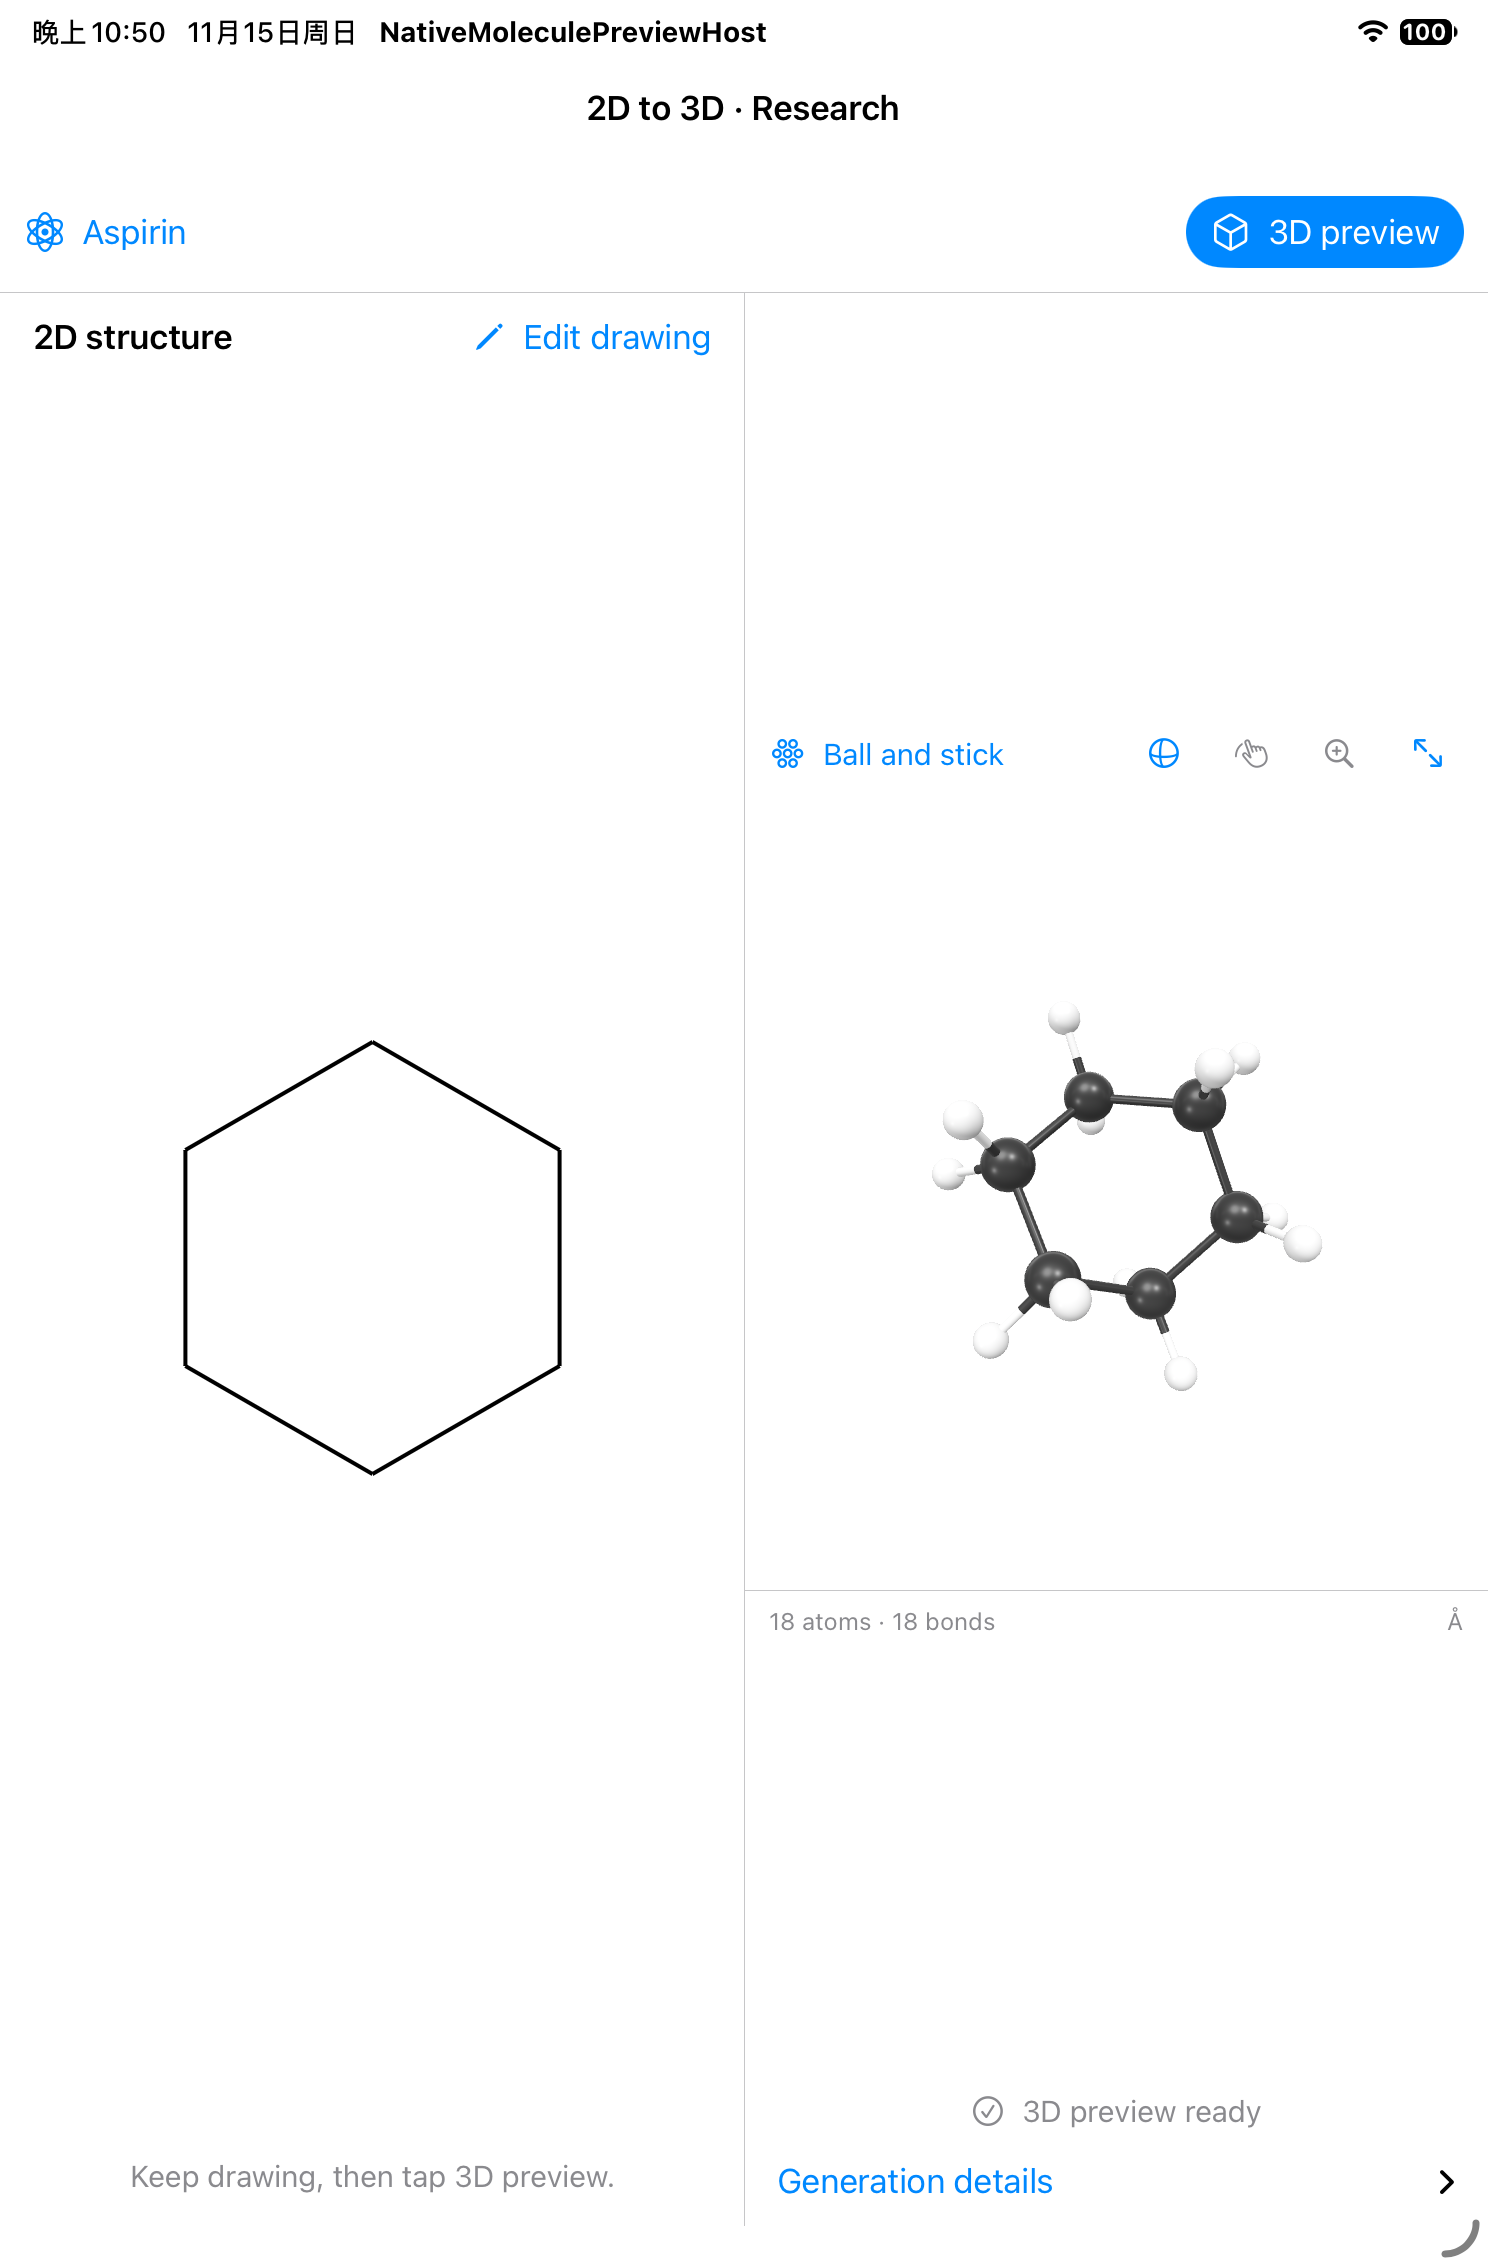 晚上10:50 11月15日周日 NativeMoleculePreviewHost
100
2D to 3D · Research
Aspirin
3D preview
2D structure
Edit drawing
Ball and stick
18 atoms · 18 bonds
Å
3D preview ready
Keep drawing, then tap 3D preview.
Generation details